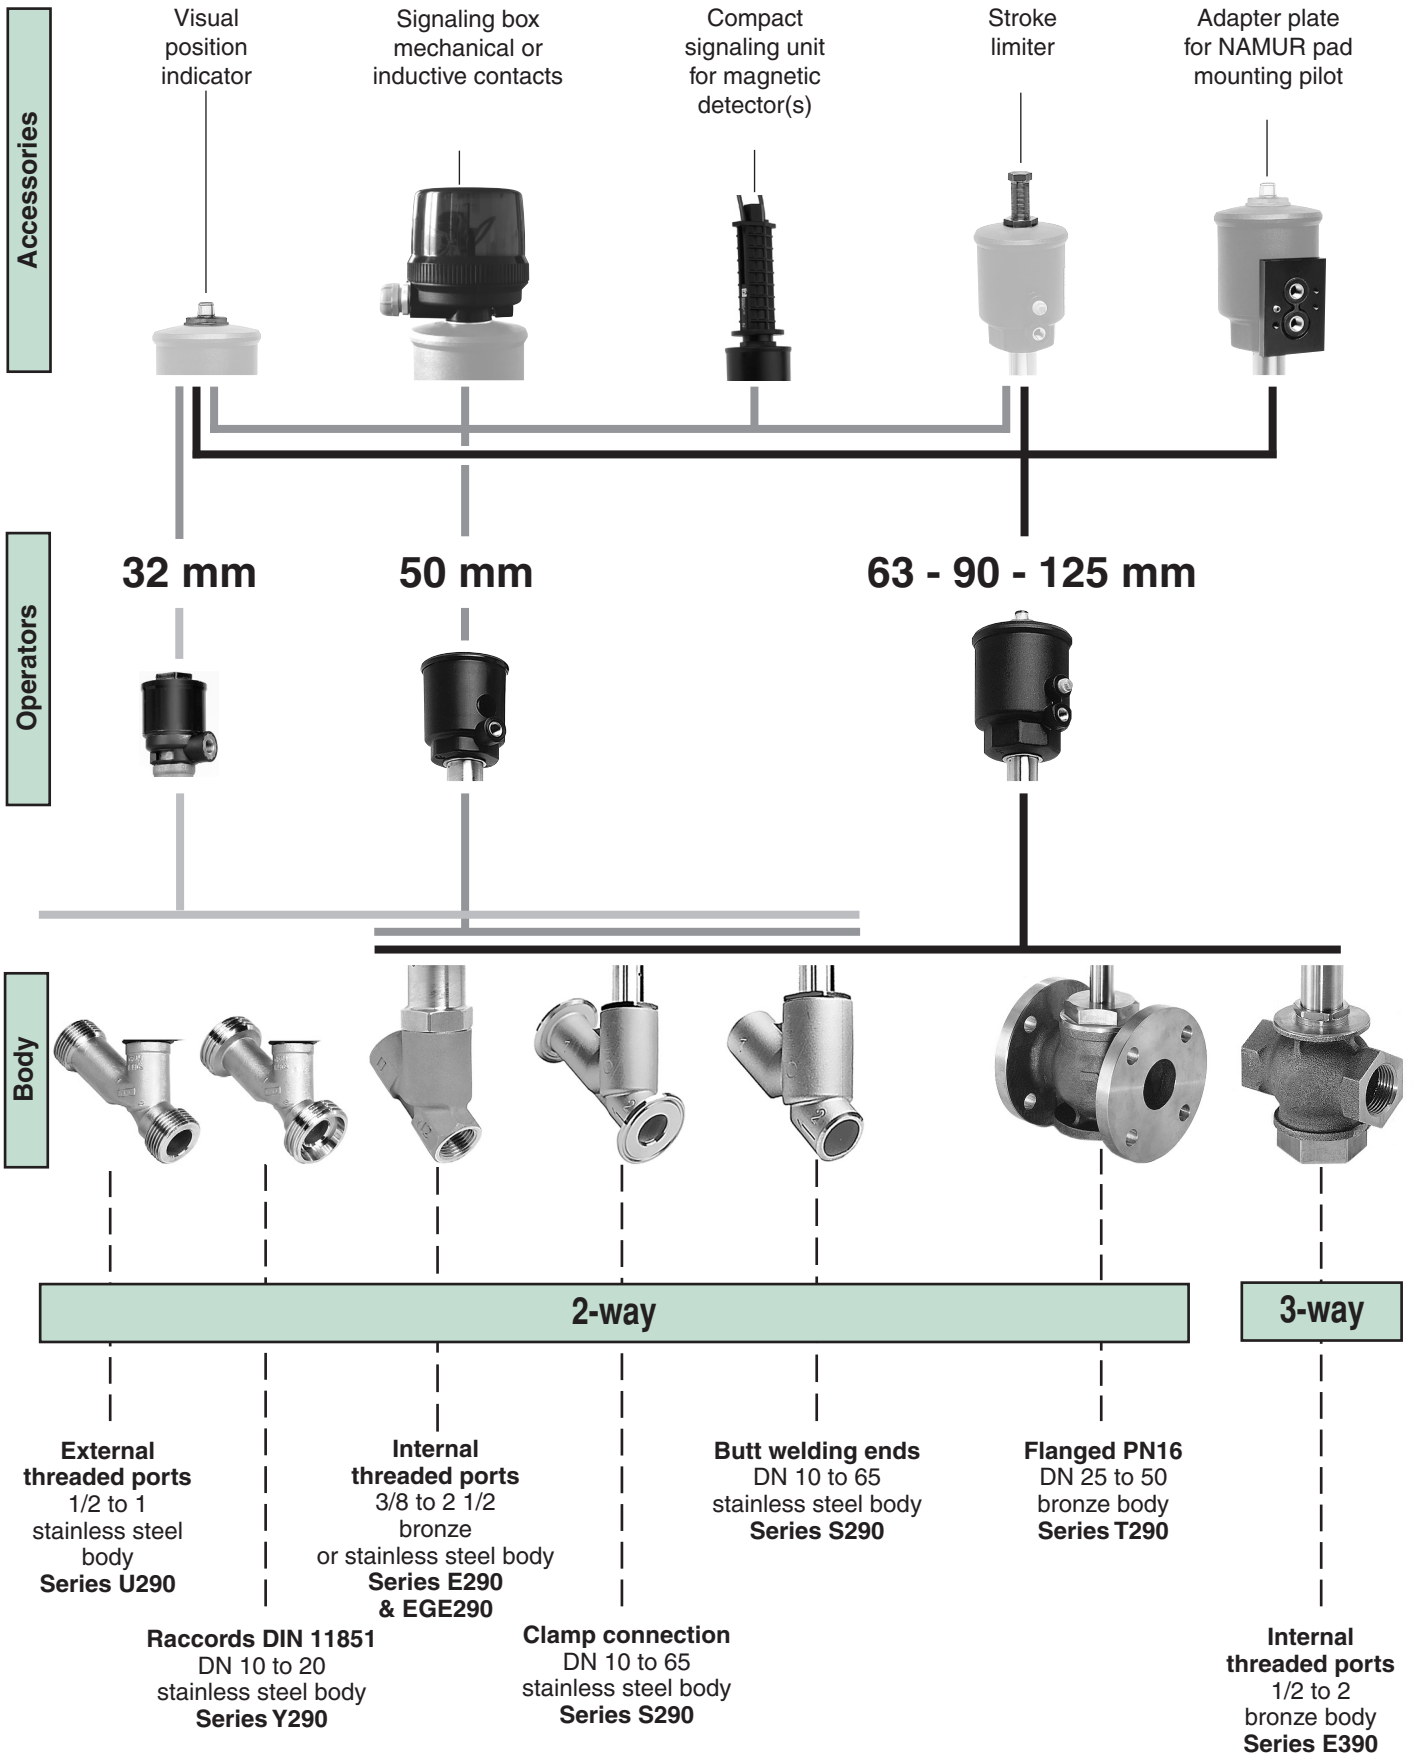 Accessories
Visual
position
indicator
Signaling box
mechanical or
inductive contacts
Compact
signaling unit
for magnetic
detector(s)
Stroke
limiter
Adapter plate
for NAMUR pad
mounting pilot
Operators
32 mm
50 mm
63 - 90 - 125 mm
Body
2-way
3-way
External
threaded ports
1/2 to 1
stainless steel
body
Series U290
Raccords DIN 11851
DN 10 to 20
stainless steel body
Series Y290
Internal
threaded ports
3/8 to 2 1/2
bronze
or stainless steel body
Series E290
& EGE290
Clamp connection
DN 10 to 65
stainless steel body
Series S290
Butt welding ends
DN 10 to 65
stainless steel body
Series S290
Flanged PN16
DN 25 to 50
bronze body
Series T290
Internal
threaded ports
1/2 to 2
bronze body
Series E390